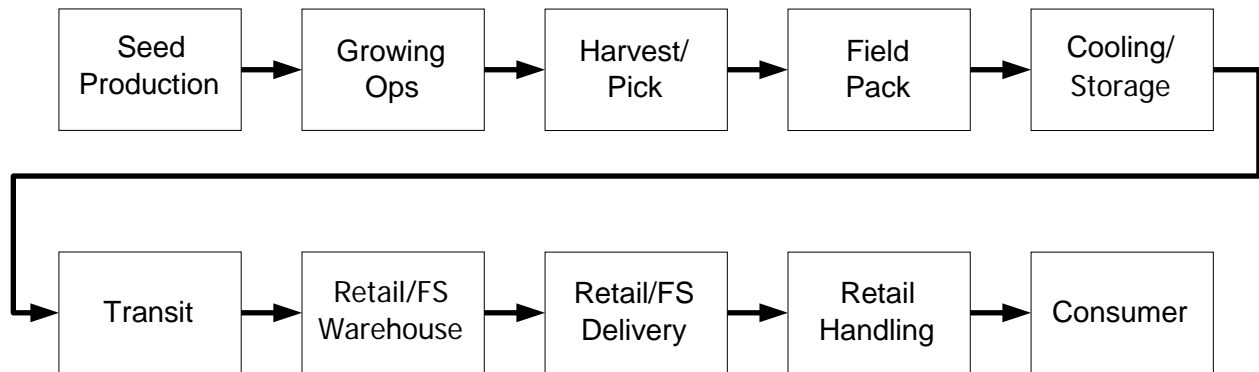 Seed
Production
Growing
Ops
Harvest/
Pick
Field
Pack
Cooling/
Storage
Transit
Retail/FS
Warehouse
Retail/FS
Delivery
Retail
Handling
Consumer